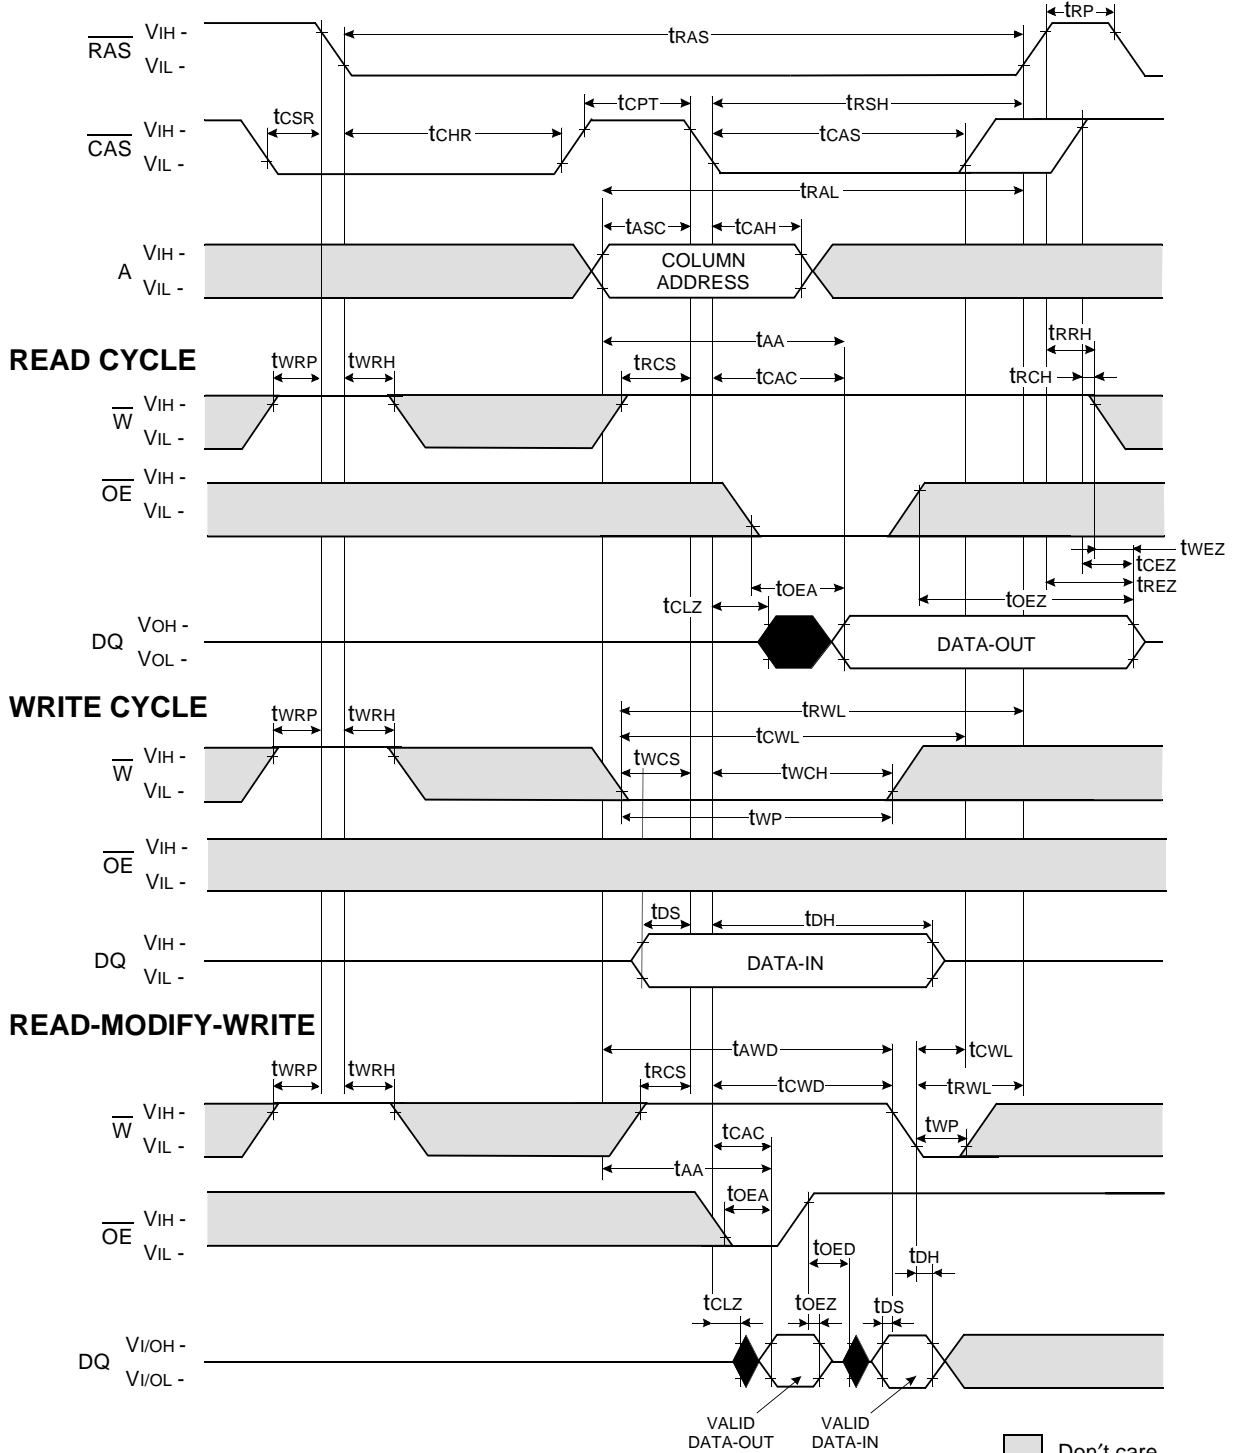 tRP
RAS VIH -
VIL -
tRAS
CAS VIH -
VIL -
tCSR
tCHR
tCPT
tRSH
tCAS
tRAL
A VIH -
VIL -
tASC
tCAH
COLUMN
ADDRESS
READ CYCLE
tWRP
tWRH
tAA
tRCS
tCAC
tRRH
tRCH
W VIH -
VIL -
OE VIH -
VIL -
tWEZ
tCEZ
tREZ
tOEZ
tOEA
tCLZ
DQ VOH -
VOL -
DATA-OUT
WRITE CYCLE
tWRP
tWRH
tRWL
tCWL
tWCS
tWCH
tWP
W VIH -
VIL -
OE VIH -
VIL -
tDS
tDH
DQ VIH -
VIL -
DATA-IN
READ-MODIFY-WRITE
tWRP
tWRH
tAWD
tCWL
tRCS
tCWD
tRWL
tWP
W VIH -
VIL -
tCAC
tAA
tOEA
OE VIH -
VIL -
tOED
tDH
tCLZ
tOEZ
tDS
DQ VI/OH -
VI/OL -
VALID
DATA-OUT
VALID
DATA-IN
Don't care